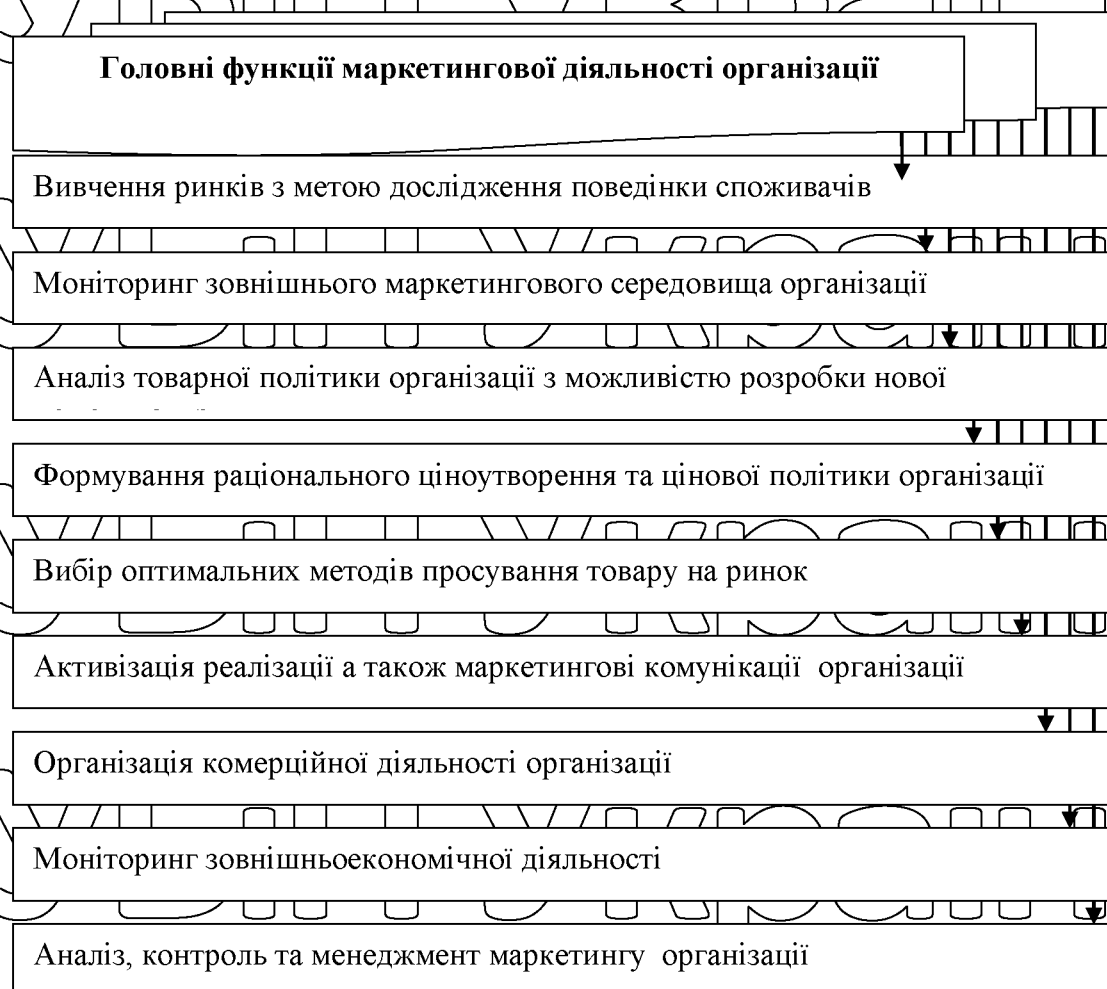 Головні функції маркетингової діяльності організації
Вивчення ринків з метою дослідження поведінки споживачів
Моніторинг зовнішнього маркетингового середовища організації
Аналіз товарної політики організації з можливістю розробки нової
Формування раціонального ціноутворення та цінової політики організації
Вибір оптимальних методів просування товару на ринок
Активізація реалізації а також маркетингові комунікації організації
Організація комерційної діяльності організації
Моніторинг зовнішньоекономічної діяльності
Аналіз, контроль та менеджмент маркетингу організації